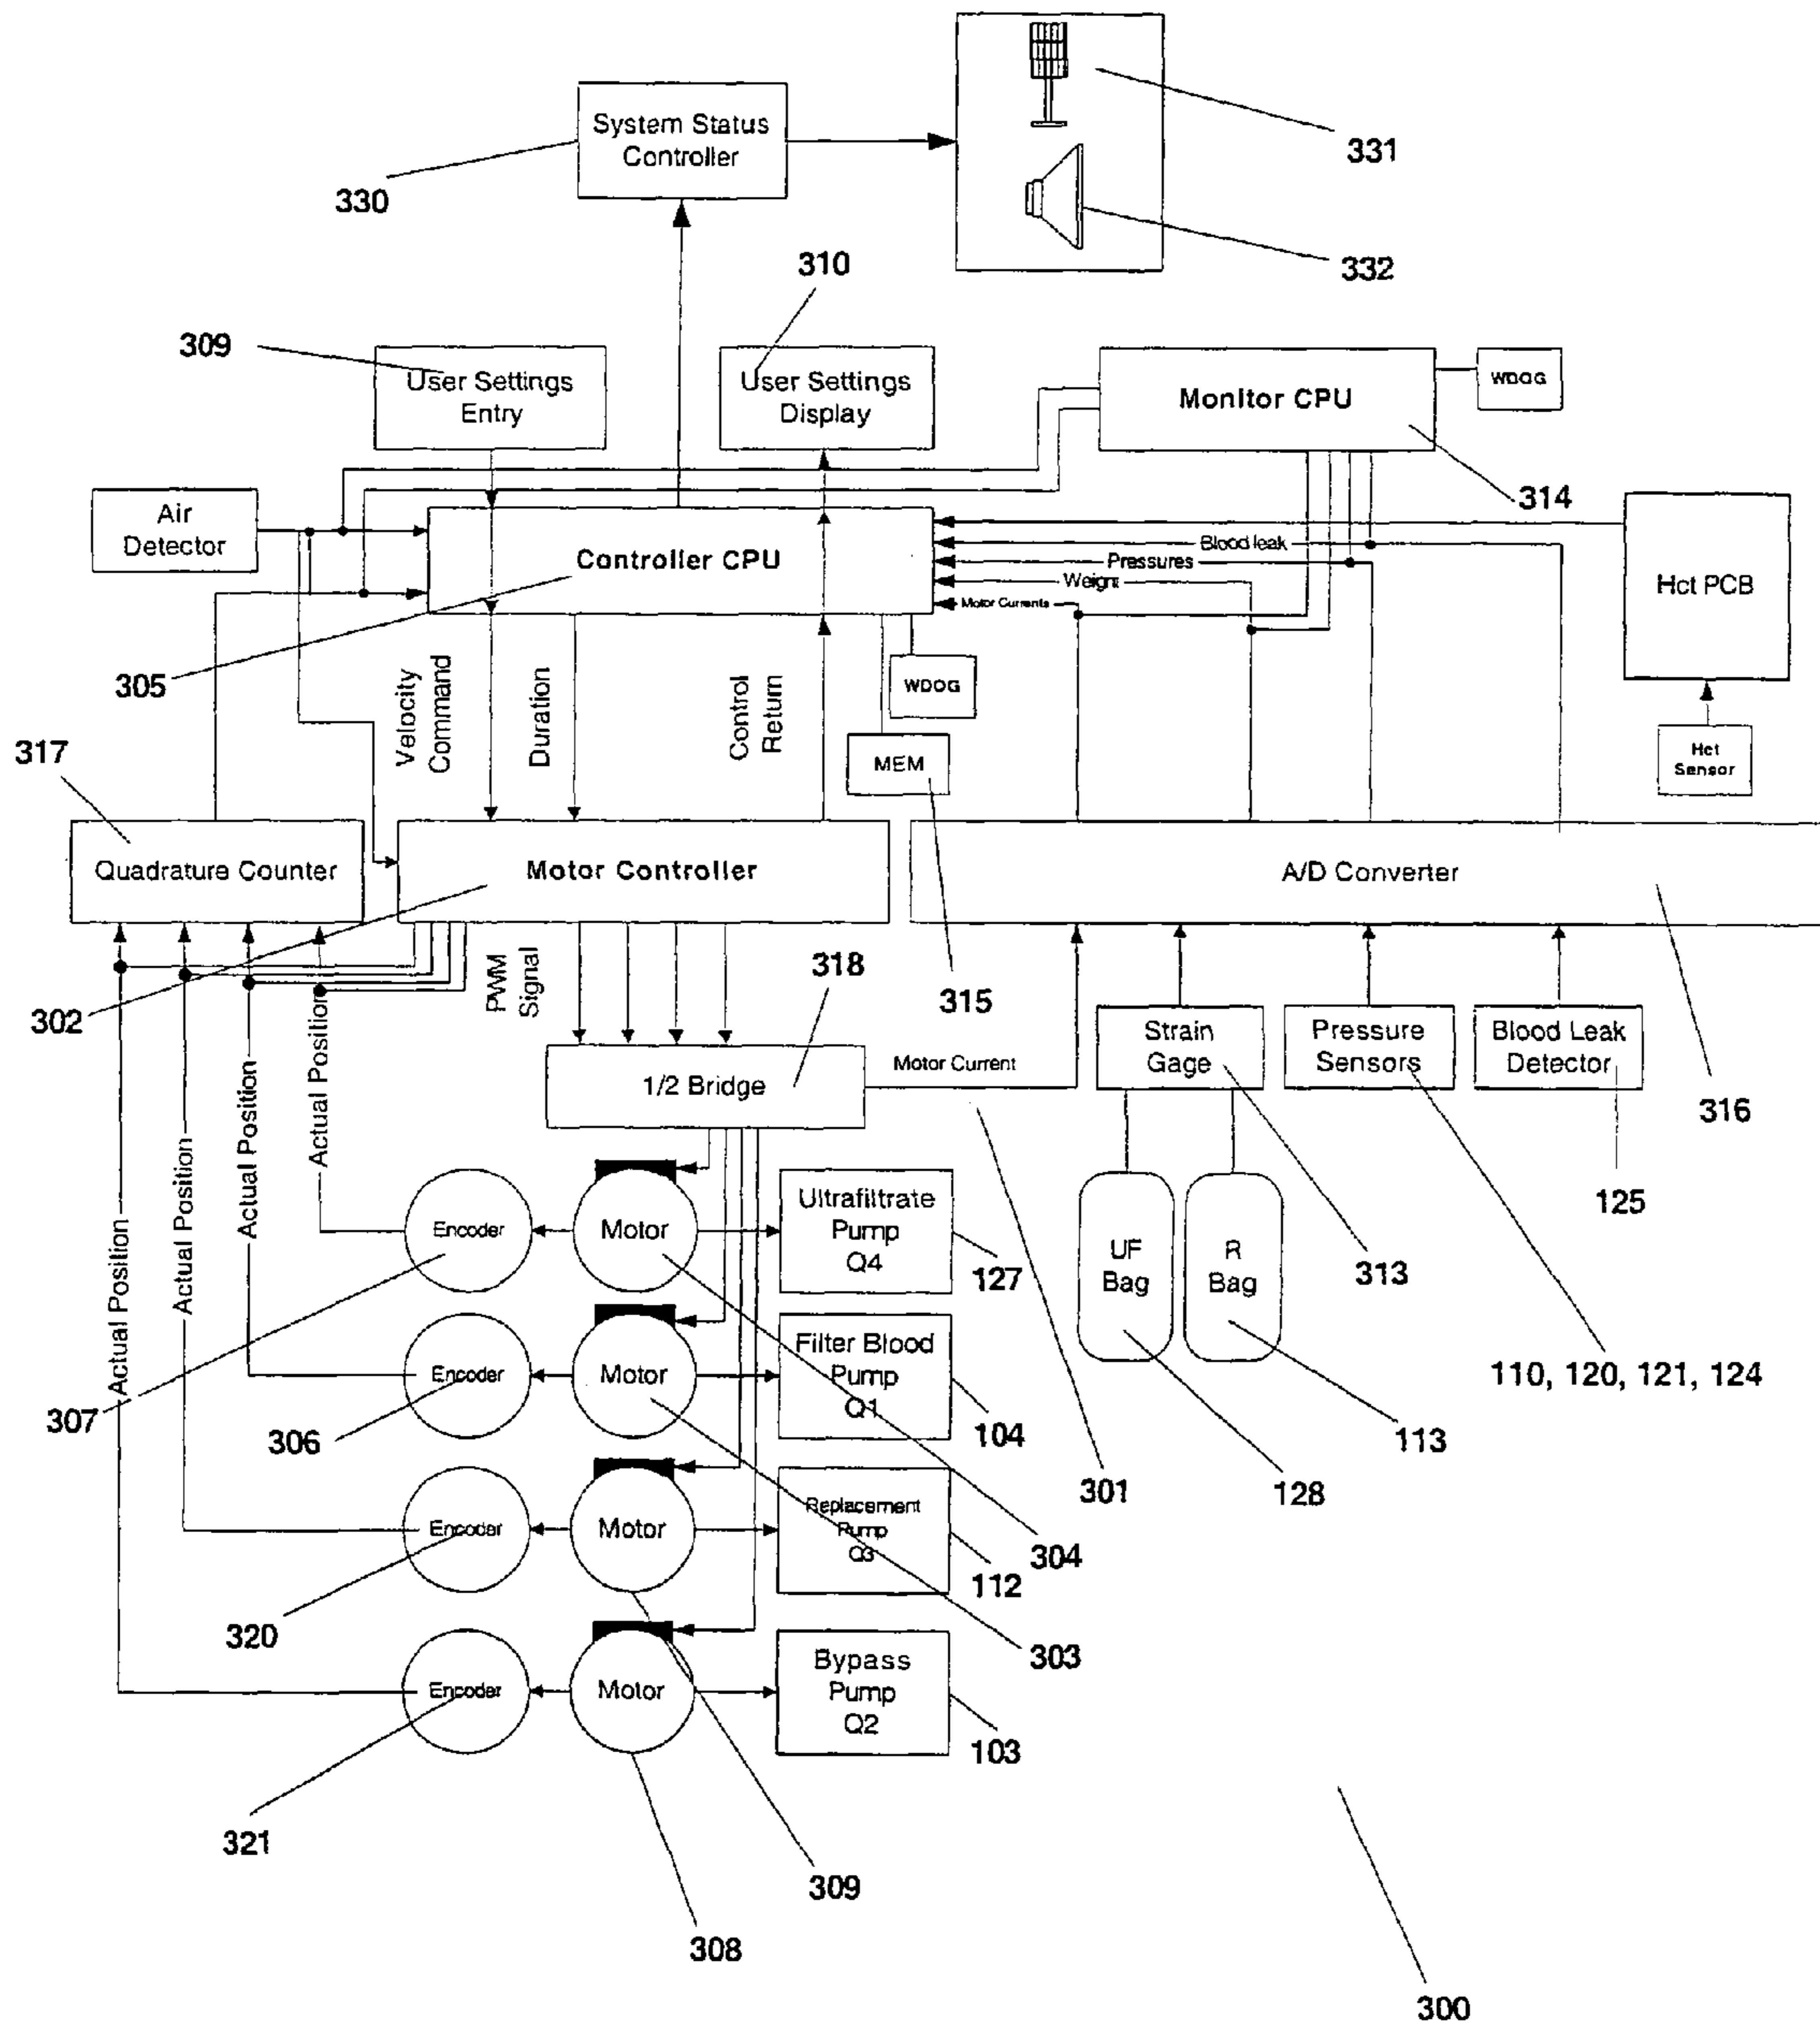 System Status
Controller
330
331
332
310
309
User Settings
Entry
User Settings
Display
Monitor CPU
WDOG
314
Air
Detector
Controller CPU
Blood leak
Pressures
Weight
Motor Currents
Hct PCB
305
Velocity
Command
Duration
Control
Return
WDOG
MEM
Hct
Sensor
317
Quadrature Counter
Motor Controller
A/D Converter
302
PWM
Signal
318
315
Strain
Gage
Pressure
Sensors
Blood Leak
Detector
316
1/2 Bridge
Motor Current
Actual Position
Actual Position
Actual Position
Actual Position
125
Encoder
Motor
Ultrafiltrate
Pump
Q4
127
UF
Bag
R
Bag
313
307
Encoder
306
Motor
Filter Blood
Pump
Q1
104
110, 120, 121, 124
113
128
301
Encoder
320
Motor
Replacement
Pump
Q3
112
304
303
Encoder
321
Motor
Bypass
Pump
Q2
103
309
308
300